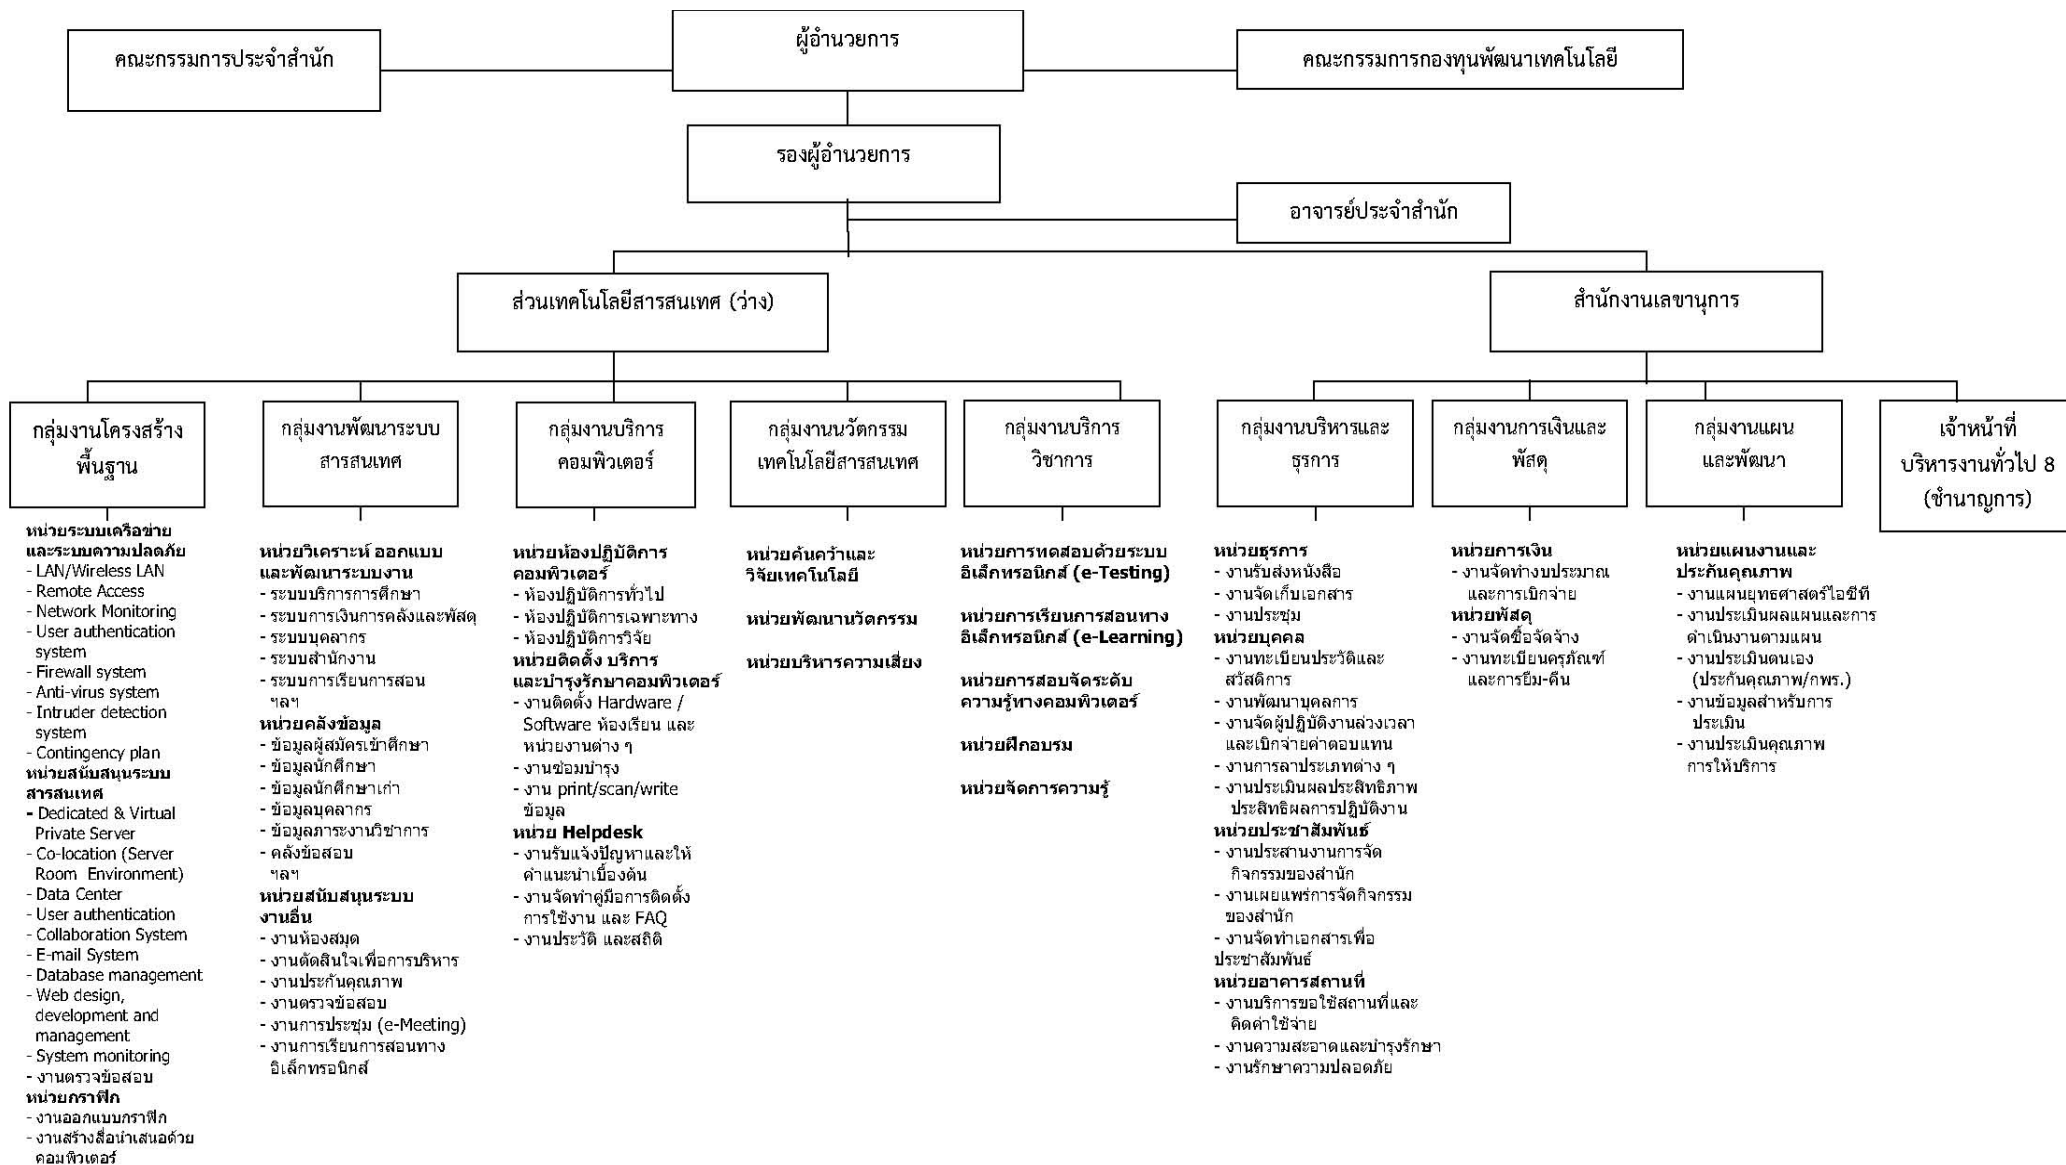 ผู้อำนวยการ
คณะกรรมการประจำสำนัก
คณะกรรมการกองทุนพัฒนาเทคโนโลยี
รองผู้อำนวยการ
อาจารย์ประจำสำนัก
ส่วนเทคโนโลยีสารสนเทศ (ว่าง)
สำนักงานเลขานุการ
กลุ่มงานโครงสร้าง
พื้นฐาน
กลุ่มงานพัฒนาระบบ
สารสนเทศ
กลุ่มงานบริการ
คอมพิวเตอร์
กลุ่มงานนวัตกรรม
เทคโนโลยีสารสนเทศ
กลุ่มงานบริการ
วิชาการ
กลุ่มงานบริหารและ
ธุรการ
กลุ่มงานการเงินและ
พัสดุ
กลุ่มงานแผน
และพัฒนา
เจ้าหน้าที่
บริหารงานทั่วไป 8
(ชำนาญการ)
หน่วยระบบเครือข่าย
และระบบความปลดภัย
- LAN/Wireless LAN
- Remote Access
- Network Monitoring
- User authentication
system
- Firewall system
- Anti-virus system
- Intruder detection
system
- Contingency plan
หน่วยสนับสนุนระบบ
สารสนเทศ
- Dedicated & Virtual
Private Server
- Co-location (Server
Room Environment)
- Data Center
- User authentication
- Collaboration System
- E-mail System
- Database management
- Web design,
development and
management
- System monitoring
- งานตรวจข้อสอบ
หน่วยกราฟิก
- งานออกแบบกราฟิก
- งานสร้างสื่อนำเสนอด้วย
คอมพิวเตอร์
หน่วยวิเคราะห์ ออกแบบ
และพัฒนาระบบงาน
- ระบบบริการการศึกษา
- ระบบการเงินการคลังและพัสดุ
- ระบบบุคลากร
- ระบบสำนักงาน
- ระบบการเรียนการสอน
ฯลฯ
หน่วยคลังข้อมูล
- ข้อมูลผู้สมัครเข้าศึกษา
- ข้อมูลนักศึกษา
- ข้อมูลนักศึกษาเก่า
- ข้อมูลบุคลากร
- ข้อมูลภาระงานวิชาการ
- คลังข้อสอบ
ฯลฯ
หน่วยสนับสนุนระบบ
งานอื่น
- งานห้องสมุด
- งานตัดสินใจเพื่อการบริหาร
- งานประกันคุณภาพ
- งานตรวจข้อสอบ
- งานการประชุม (e-Meeting)
- งานการเรียนการสอนทาง
อิเล็กทรอนิกส์
หน่วยห้องปฏิบัติการ
คอมพิวเตอร์
- ห้องปฏิบัติการทั่วไป
- ห้องปฏิบัติการเฉพาะทาง
- ห้องปฏิบัติการวิจัย
หน่วยติดตั้ง บริการ
และบำรุงรักษาคอมพิวเตอร์
- งานติดตั้ง Hardware /
Software ห้องเรียน และ
หน่วยงานต่าง ๆ
- งานซ่อมบำรุง
- งาน print/scan/write
ข้อมูล
หน่วย Helpdesk
- งานรับแจ้งปัญหาและให้
คำแนะนำเบื้องต้น
- งานจัดทำคู่มือการติดตั้ง
การใช้งาน และ FAQ
- งานประวัติ และสถิติ
หน่วยค้นคว้าและ
วิจัยเทคโนโลยี
หน่วยพัฒนานวัตกรรม
หน่วยบริหารความเสี่ยง
หน่วยการทดสอบด้วยระบบ
อิเล็กทรอนิกส์ (e-Testing)
หน่วยการเรียนการสอนทาง
อิเล็กทรอนิกส์ (e-Learning)
หน่วยการสอบจัดระดับ
ความรู้ทางคอมพิวเตอร์
หน่วยฝึกอบรม
หน่วยจัดการความรู้
หน่วยธุรการ
- งานรับส่งหนังสือ
- งานจัดเก็บเอกสาร
- งานประชุม
หน่วยบุคคล
- งานทะเบียนประวัติและ
สวัสดิการ
- งานพัฒนาบุคลการ
- งานจัดผู้ปฏิบัติงานล่วงเวลา
และเบิกจ่ายค่าตอบแทน
- งานการลาประเภทต่าง ๆ
- งานประเมินผลประสิทธิภาพ
ประสิทธิผลการปฏิบัติงาน
หน่วยประชาสัมพันธ์
- งานประสานงานการจัด
กิจกรรมของสำนัก
- งานเผยแพร่การจัดกิจกรรม
ของสำนัก
- งานจัดทำเอกสารเพื่อ
ประชาสัมพันธ์
หน่วยอาคารสถานที่
- งานบริการขอใช้สถานที่และ
คิดค่าใช้จ่าย
- งานความสะอาดและบำรุงรักษา
- งานรักษาความปลอดภัย
หน่วยการเงิน
- งานจัดทำงบประมาณ
และการเบิกจ่าย
หน่วยพัสดุ
- งานจัดซื้อจัดจ้าง
- งานทะเบียนครุภัณฑ์
และการยืม-คืน
หน่วยแผนงานและ
ประกันคุณภาพ
- งานแผนยุทธศาสตร์ไอซีที
- งานประเมินผลแผนและการ
ดำเนินงานตามแผน
- งานประเมินตนเอง
(ประกันคุณภาพ/กพร.)
- งานข้อมูลสำหรับการ
ประเมิน
- งานประเมินคุณภาพ
การให้บริการ